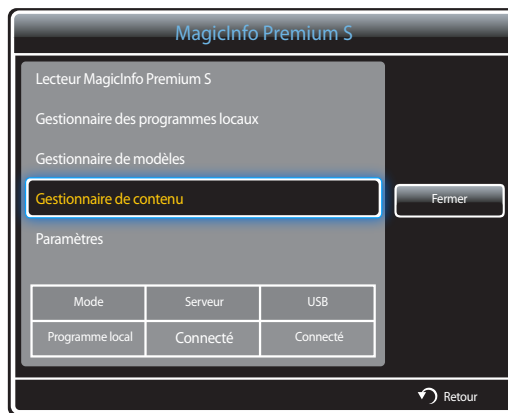 MagicInfo Premium S
Lecteur MagicInfo Premium S
Gestionnaire des programmes locaux
Gestionnaire de modèles
Gestionnaire de contenu
Fermer
Paramètres
Mode Serveur USB
Programme local Connecté Connecté
Retour